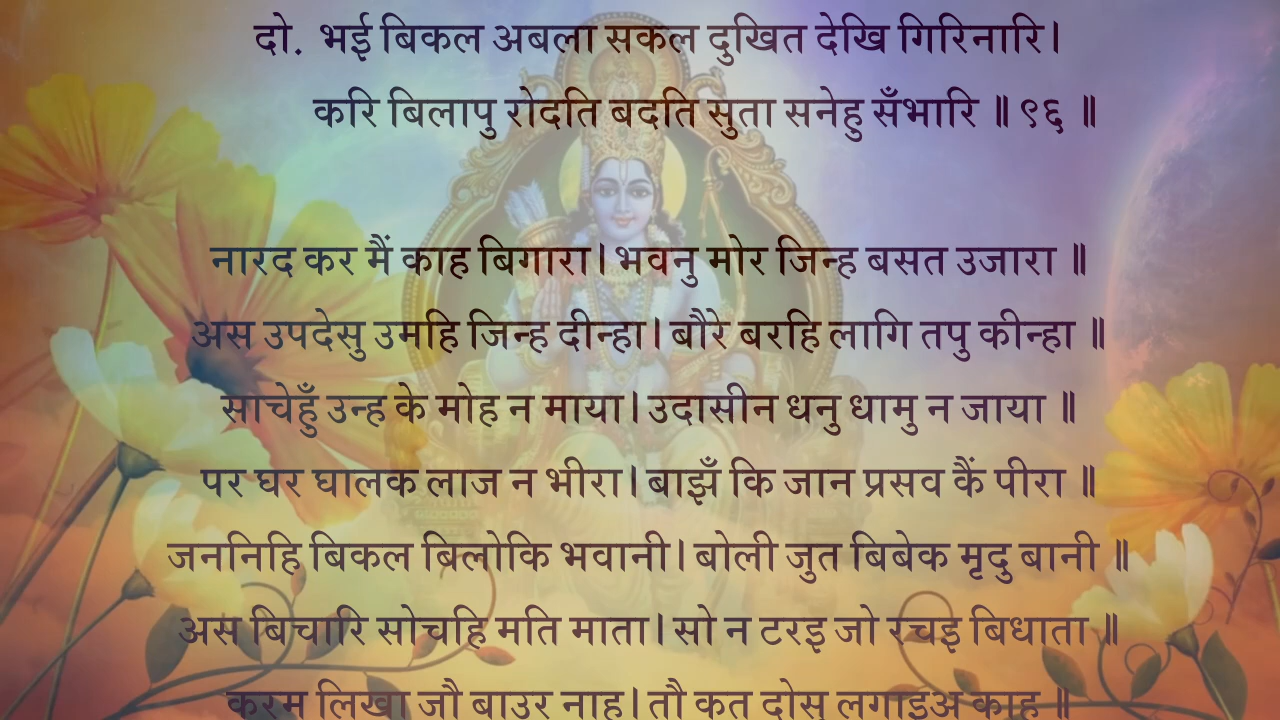 दो. भई बिकल अबला सकल दुखित देखि गिरिनारि।
करि बिलापु रोदति बदति सुता सनेहु सँभारि ॥ ९६ ॥
नारद कर मैं काह बिगारा। भवनु मोर जिन्ह बसत उजारा ॥
अस उपदेसु उमहि जिन्ह दीन्हा। बौरे बरहि लागि तपु कीन्हा ॥
साचेहुँ उन्ह के मोह न माया। उदासीन धनु धामु न जाया ॥
पर घर घालक लाज न भीरा। बाझँ कि जान प्रसव कैं पीरा ॥
जननिहि बिकल बिलोकि भवानी। बोली जुत बिबेक मृदु बानी ॥
अस बिचारि सोचहि मति माता। सो न टरइ जो रचइ बिधाता ॥
करम लिखा जौ बाउर नाहू। तौ कत दोसु लगाइअ काहू ॥